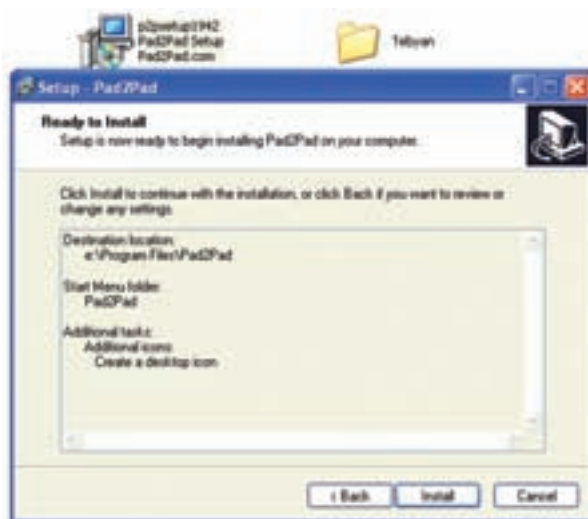 p2psetup1942
Pad2Pad Setup
Pad2Pad.com
Tebyan
Setup - Pad2Pad
Ready to Install
Setup is now ready to begin installing Pad2Pad on your computer.
Click Install to continue with the installation, or click Back if you want to review or
change any settings.
Destination location:
e:\Program Files\Pad2Pad
Start Menu folder:
Pad2Pad
Additional tasks:
Additional icons:
Create a desktop icon
< Back
Install
Cancel